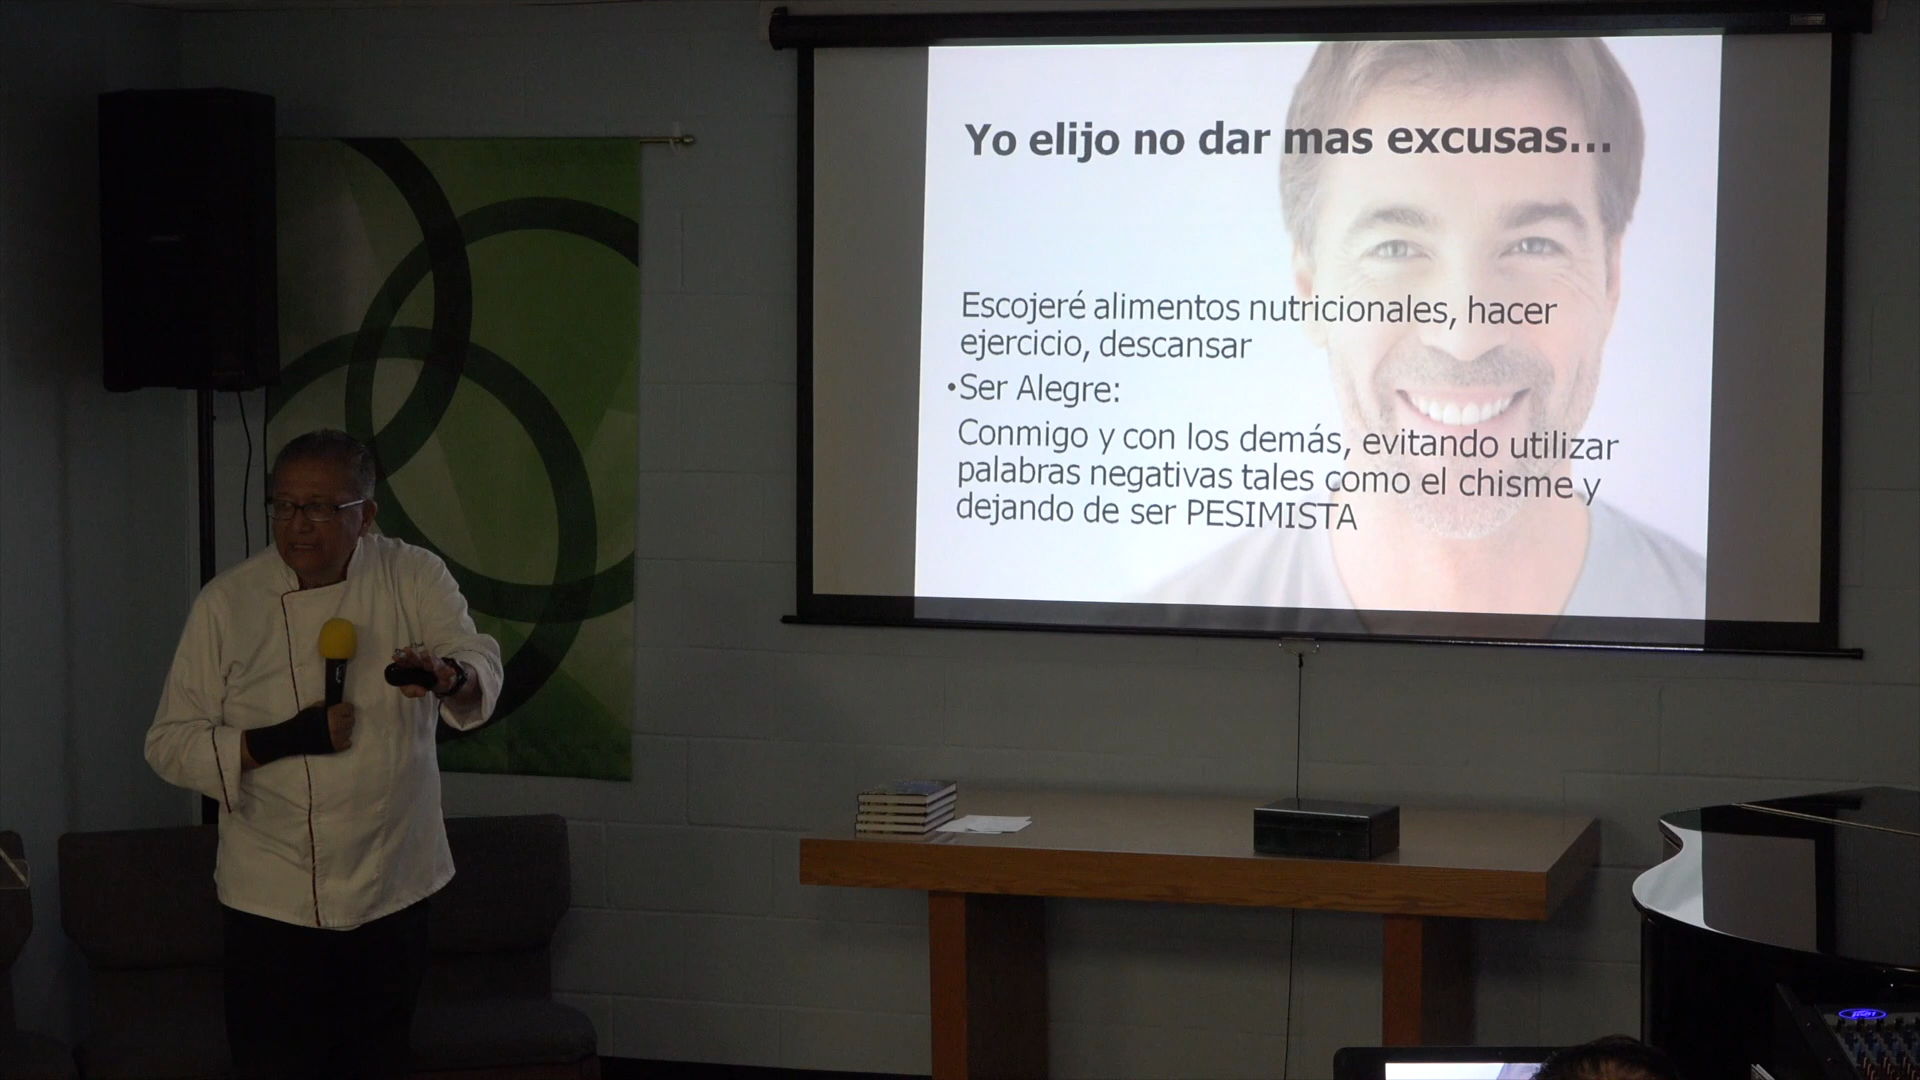 Yo elijo no dar mas excusas...
Escojeré alimentos nutricionales, hacer
ejercicio, descansar
•Ser Alegre:
Conmigo y con los demás, evitando utilizar
palabras negativas tales como el chisme y
dejando de ser PESIMISTA